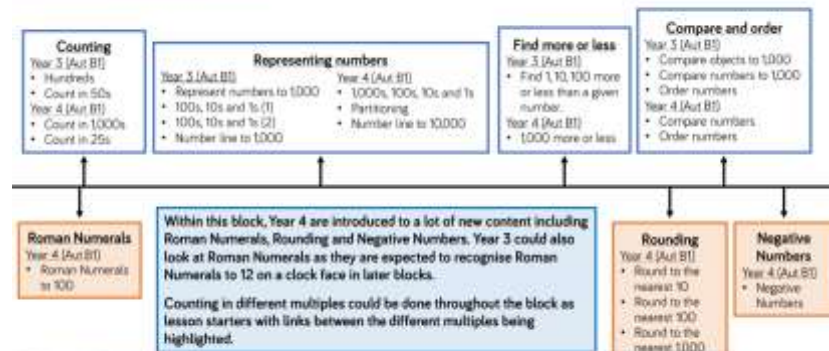 Counting
Year 3 (Aut B1)
• Hundreds
• Count in 50s
Year 4 (Aut B1)
• Count in 1,000s
• Count in 25s
Representing numbers
Year 3 (Aut B1)
• Represent numbers to 1,000
• 100s, 10s and 1s (1)
• 100s, 10s and 1s (2)
• Number line to 1,000
Year 4 (Aut B1)
• 1,000s, 100s, 10s and 1s
• Partitioning
• Number line to 10,000
Find more or less
Year 3 (Aut B1)
• Find 1, 10, 100 more
or less than a given
number.
Year 4 (Aut B1)
• 1,000 more or less
Compare and order
Year 3 (Aut B1)
• Compare objects to 1,000
• Compare numbers to 1,000
• Order numbers
Year 4 (Aut B1)
• Compare numbers
• Order numbers
Roman Numerals
Year 4 (Aut B1)
• Roman Numerals
to 100
Within this block, Year 4 are introduced to a lot of new content including
Roman Numerals, Rounding and Negative Numbers. Year 3 could also
look at Roman Numerals as they are expected to recognise Roman
Numerals to 12 on a clock face in later blocks.
Counting in different multiples could be done throughout the block as
lesson starters with links between the different multiples being
highlighted.
Rounding
Year 4 (Aut B1)
• Round to the
nearest 10
• Round to the
nearest 100
• Round to the
nearest 1,000
Negative
Numbers
Year 4 (Aut B1)
• Negative
Numbers